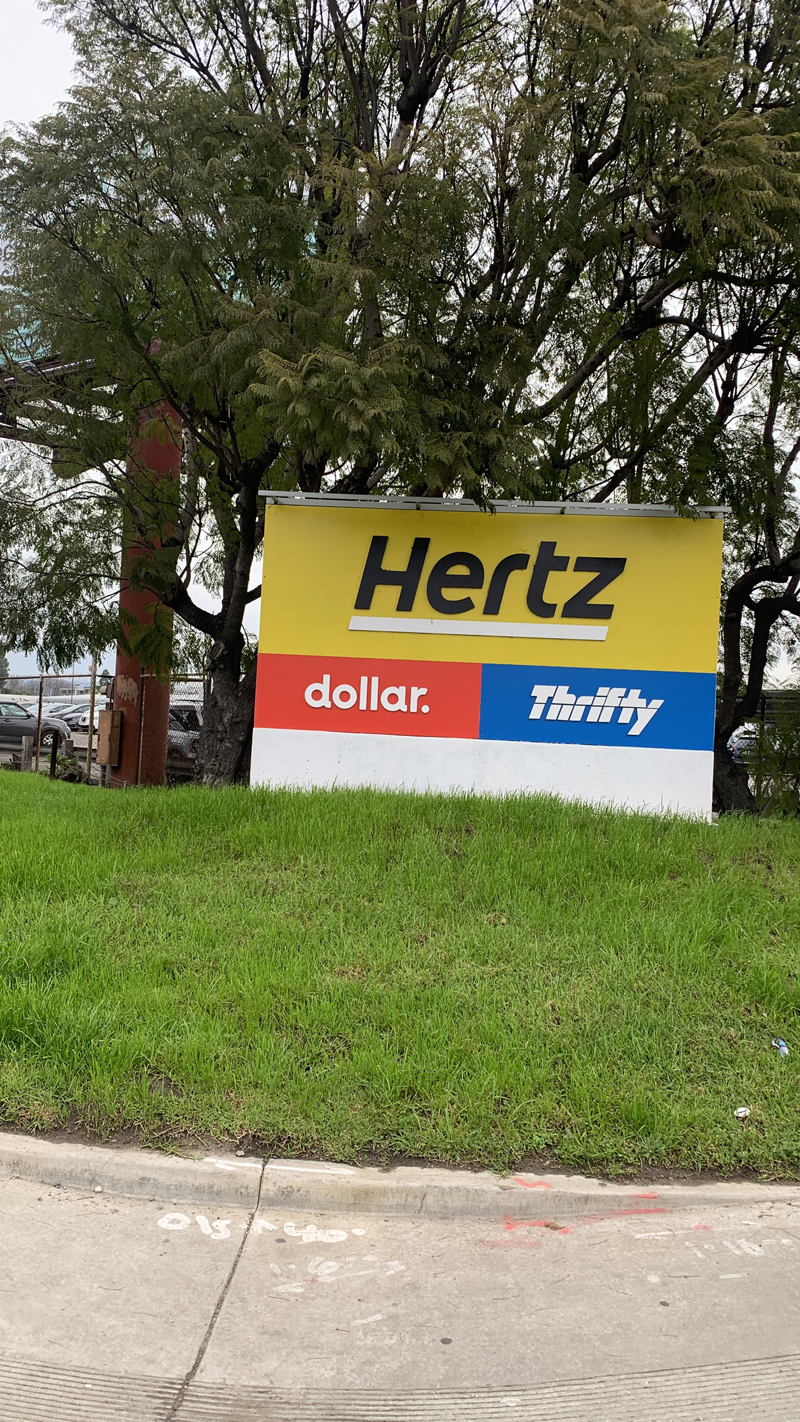 Hertz
dollar.
Thrifty